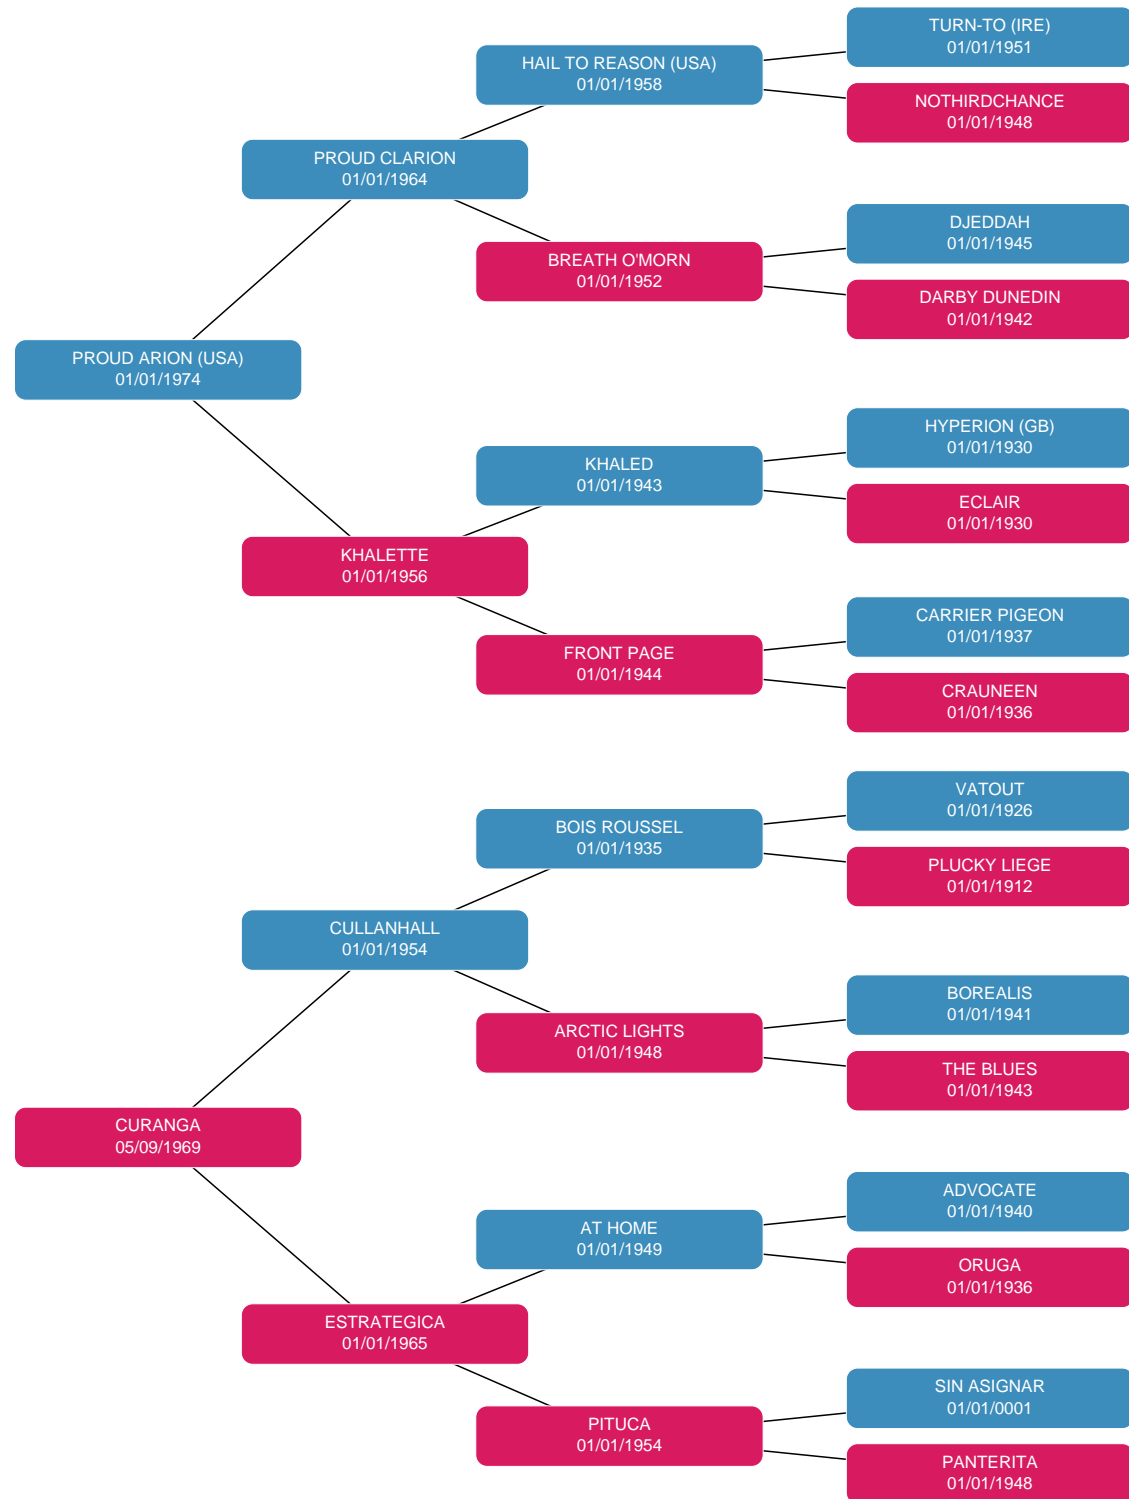 TURN-TO (IRE)
01/01/1951
HAIL TO REASON (USA)
01/01/1958
NOTHIRDCHANCE
01/01/1948
PROUD CLARION
01/01/1964
DJEDDAH
01/01/1945
BREATH O'MORN
01/01/1952
DARBY DUNEDIN
01/01/1942
PROUD ARION (USA)
01/01/1974
HYPERION (GB)
01/01/1930
KHALED
01/01/1943
ECLAIR
01/01/1930
KHALETTE
01/01/1956
CARRIER PIGEON
01/01/1937
FRONT PAGE
01/01/1944
CRAUNEEN
01/01/1936
VATOUT
01/01/1926
BOIS ROUSSEL
01/01/1935
PLUCKY LIEGE
01/01/1912
CULLANHALL
01/01/1954
BOREALIS
01/01/1941
ARCTIC LIGHTS
01/01/1948
THE BLUES
01/01/1943
CURANGA
05/09/1969
ADVOCATE
01/01/1940
AT HOME
01/01/1949
ORUGA
01/01/1936
ESTRATEGICA
01/01/1965
SIN ASIGNAR
01/01/0001
PITUCA
01/01/1954
PANTERITA
01/01/1948